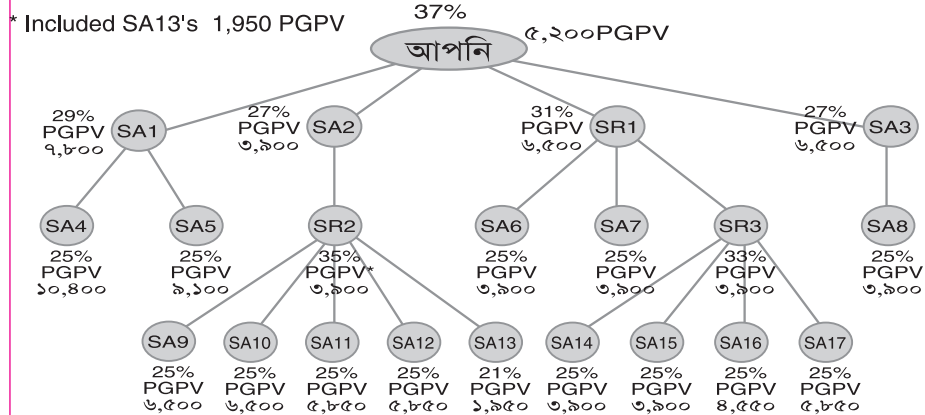 37%
* Included SA13's 1,950 PGPV
আপনি
৫,২০০PGPV
29%
PGPV
৭,৮০০
SA1
27%
PGPV
৩,৯০০
SA2
31%
PGPV
৬,৫০০
SR1
27%
PGPV
৬,৫০০
SA3
SA4
25%
PGPV
১০,৪০০
SA5
25%
PGPV
৯,১০০
SR2
35%
PGPV*
৩,৯০০
SA6
25%
PGPV
৩,৯০০
SA7
25%
PGPV
৩,৯০০
SR3
33%
PGPV
৩,৯০০
SA8
25%
PGPV
৩,৯০০
SA9
25%
PGPV
৬,৫০০
SA10
25%
PGPV
৬,৫০০
SA11
25%
PGPV
৫,৮৫০
SA12
25%
PGPV
৫,৮৫০
SA13
21%
PGPV
১,৯৫০
SA14
25%
PGPV
৩,৯০০
SA15
25%
PGPV
৩,৯০০
SA16
25%
PGPV
৪,৫৫০
SA17
25%
PGPV
৫,৮৫০